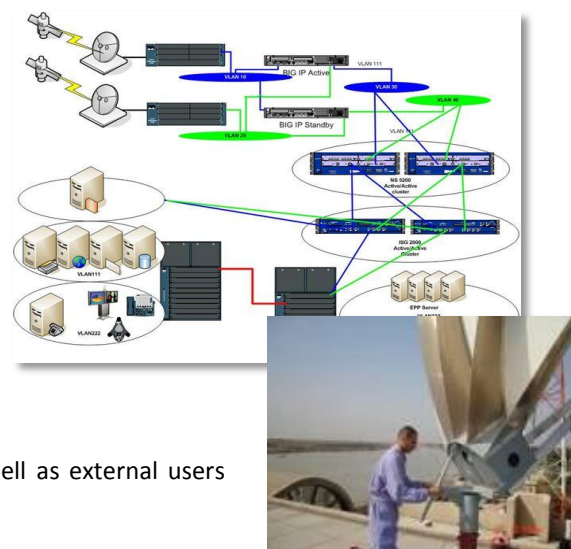 VLAN 10
BIG IP Active
VLAN 111
VLAN 30
VLAN 40
VLAN 20
BIG IP Standby
NS 5200
Active/Active
cluster
ISG 2000
Active/Active
Cluster
VLAN111
VLAN222
EPP Server
ell as external users